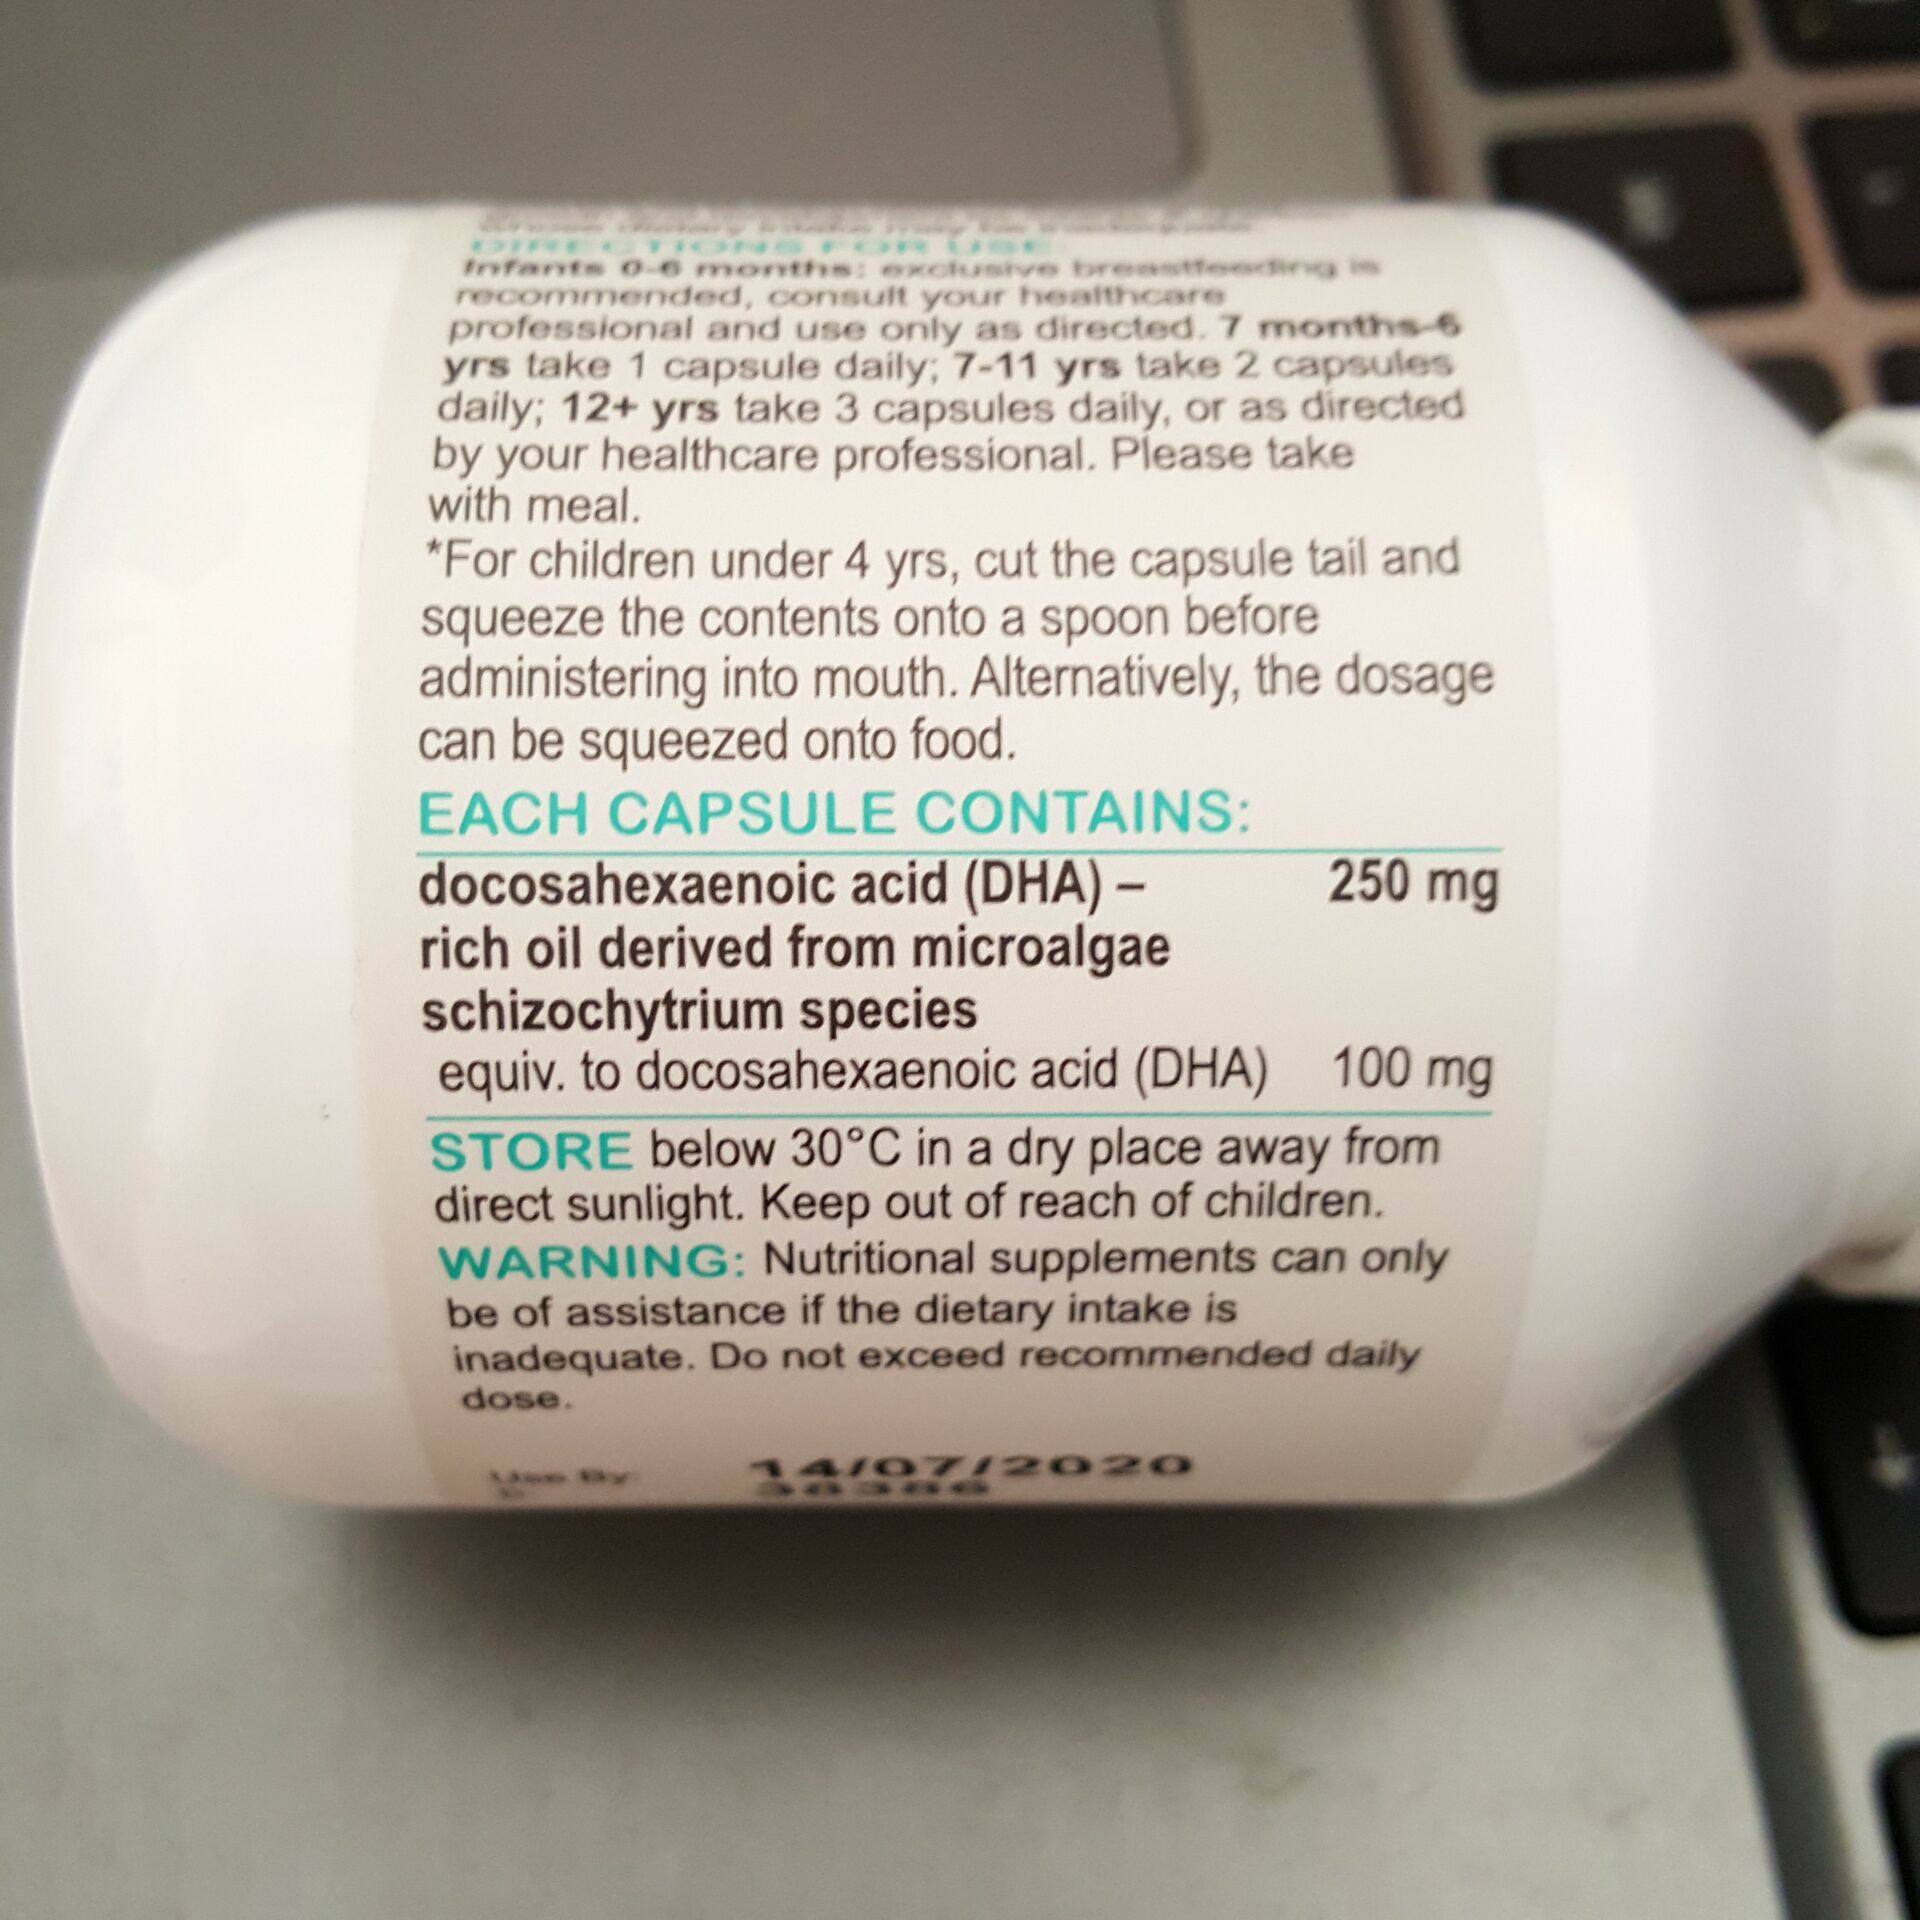 whose dietary intake may be inadequate.
DIRECTIONS FOR USE:
Infants 0-6 months: exclusive breastfeeding is
recommended, consult your healthcare
professional and use only as directed. 7 months-6
yrs take 1 capsule daily; 7-11 yrs take 2 capsules
daily; 12+ yrs take 3 capsules daily, or as directed
by your healthcare professional. Please take
with meal.
*For children under 4 yrs, cut the capsule tail and
squeeze the contents onto a spoon before
administering into mouth. Alternatively, the dosage
can be squeezed onto food.
EACH CAPSULE CONTAINS:
docosahexaenoic acid (DHA) – 250 mg
rich oil derived from microalgae
schizochytrium species
equiv. to docosahexaenoic acid (DHA) 100 mg
STORE below 30°C in a dry place away from
direct sunlight. Keep out of reach of children.
WARNING: Nutritional supplements can only
be of assistance if the dietary intake is
inadequate. Do not exceed recommended daily
dose.
Use By: 14/07/2020